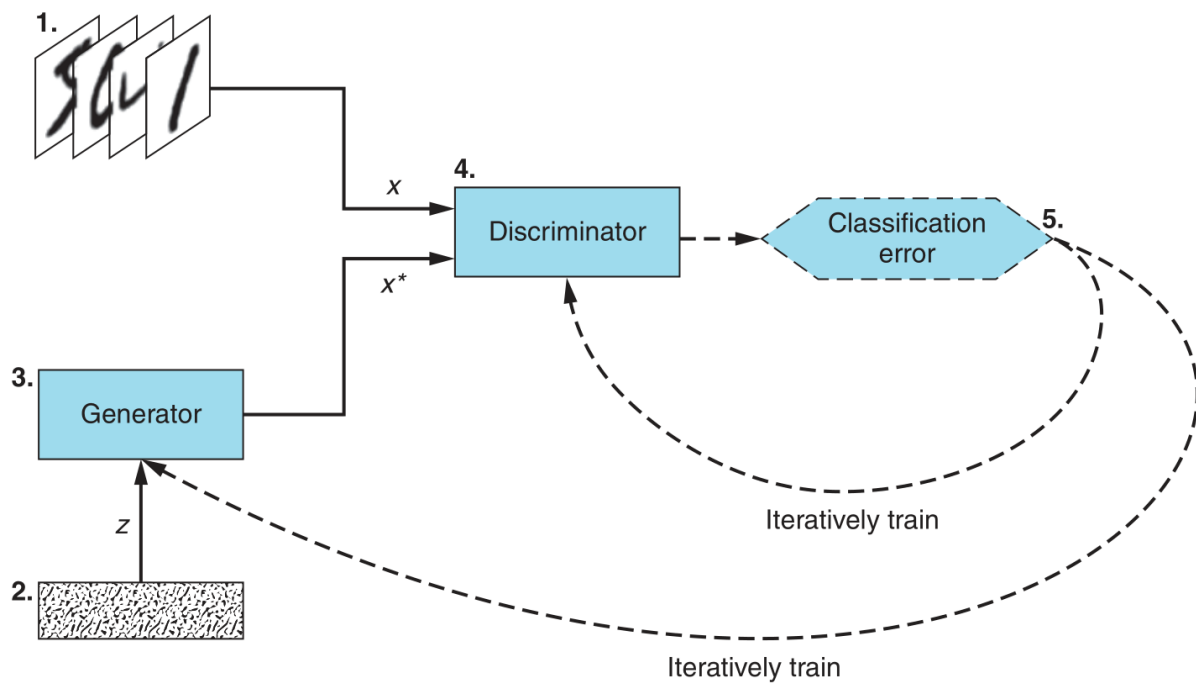 1.
x
4.
Discriminator
Classification
error
5.
x*
3.
Generator
Iteratively train
z
2.
Iteratively train